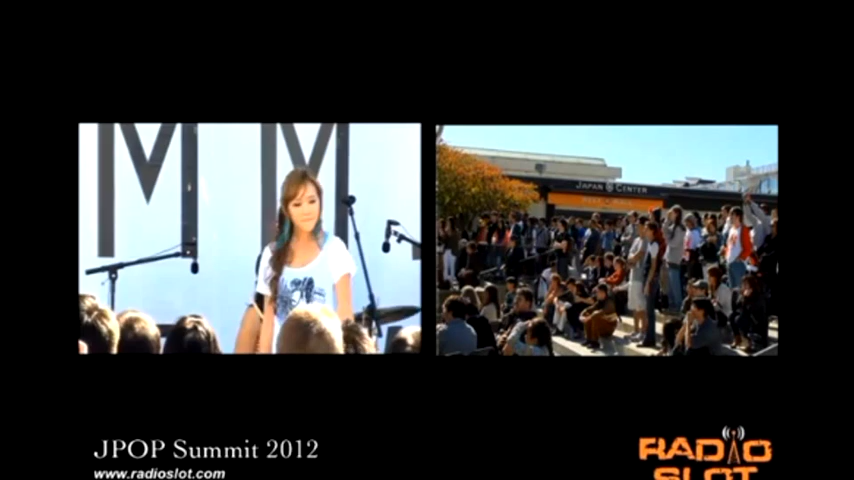 M M
JAPAN CENTER
JPOP Summit 2012
www.radioslot.com
RADIO
SLOT